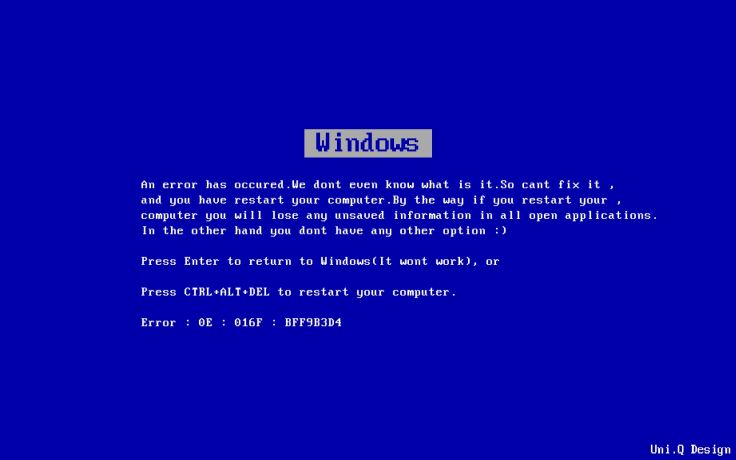 Windows
An error has occured.We dont even know what is it.So cant fix it ,
and you have restart your computer.By the way if you restart your ,
computer you will lose any unsaved information in all open applications.
In the other hand you dont have any other option :)
Press Enter to return to Windows(It wont work), or
Press CTRL+ALT+DEL to restart your computer.
Error : 0E : 016F : BFF9B3D4
Uni.Q Design